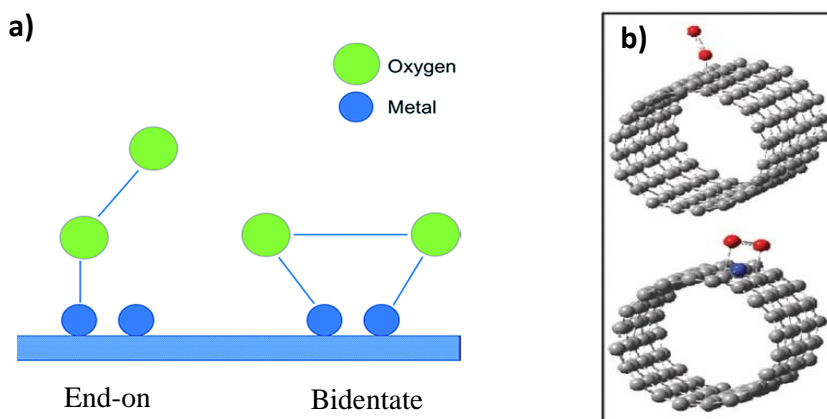 a)
Oxygen
Metal
End-on
Bidentate
b)